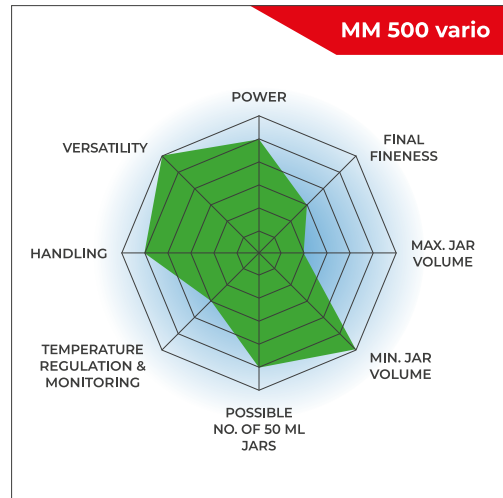 MM 500 vario
POWER
FINAL
FINENESS
MAX. JAR
VOLUME
MIN. JAR
VOLUME
POSSIBLE
NO. OF 50 ML
JARS
TEMPERATURE
REGULATION &
MONITORING
HANDLING
VERSATILITY